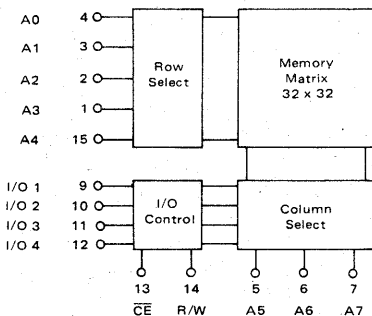 A0 4
A1 3
A2 2
A3 1
A4 15
Row
Select
Memory
Matrix
32 x 32
I/O 1 9
I/O 2 10
I/O 3 11
I/O 4 12
I/O
Control
Column
Select
13 14 5 6 7
CE R/W A5 A6 A7